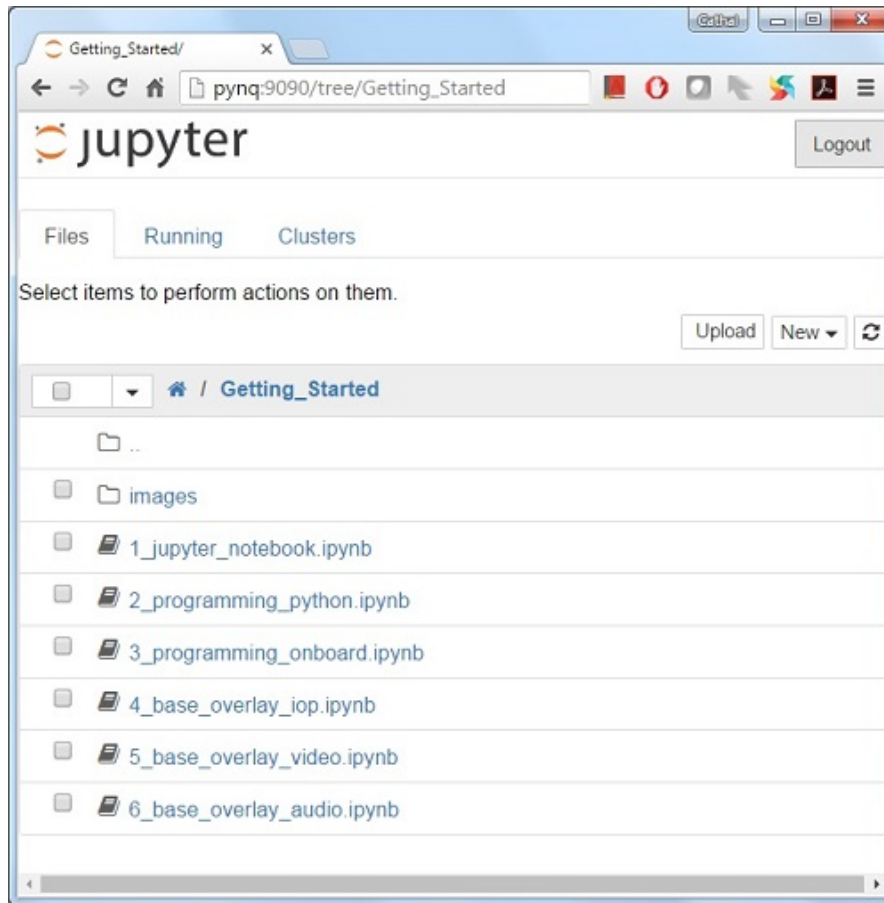 Cathal
Getting_Started/
pynq:9090/tree/Getting_Started
jupyter
Logout
Files Running Clusters
Select items to perform actions on them.
Upload New
/ Getting_Started
..
images
1_jupyter_notebook.ipynb
2_programming_python.ipynb
3_programming_onboard.ipynb
4_base_overlay_iop.ipynb
5_base_overlay_video.ipynb
6_base_overlay_audio.ipynb